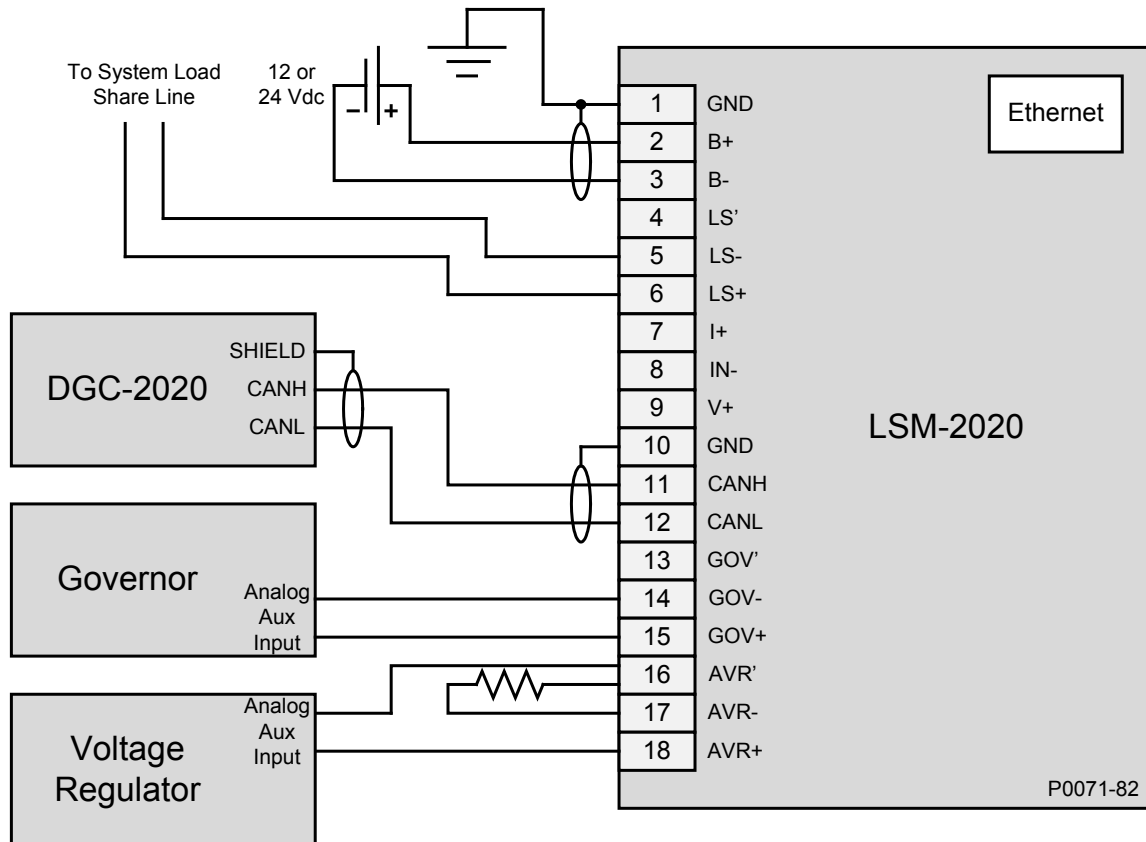 To System Load
Share Line
12 or
24 Vdc
− +
Ethernet
1 GND
2 B+
3 B-
4 LS’
5 LS-
6 LS+
7 I+
8 IN-
9 V+
10 GND
11 CANH
12 CANL
13 GOV’
14 GOV-
15 GOV+
16 AVR’
17 AVR-
18 AVR+
LSM-2020
P0071-82
DGC-2020
SHIELD
CANH
CANL
Governor
Analog
Aux
Input
Voltage
Regulator
Analog
Aux
Input